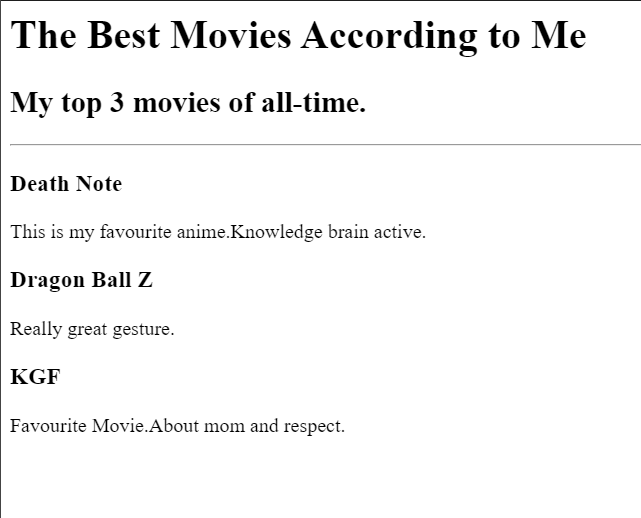 The Best Movies According to Me
My top 3 movies of all-time.
Death Note
This is my favourite anime.Knowledge brain active.
Dragon Ball Z
Really great gesture.
KGF
Favourite Movie.About mom and respect.